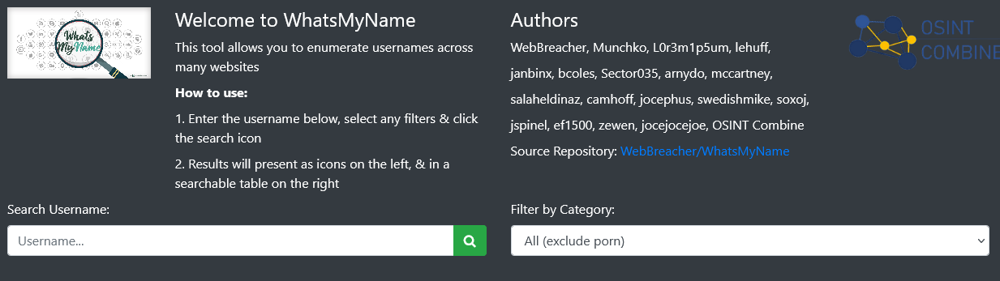 Whats
MyName
Welcome to WhatsMyName
This tool allows you to enumerate usernames across
many websites
How to use:
1. Enter the username below, select any filters & click
the search icon
2. Results will present as icons on the left, & in a
searchable table on the right
Authors
WebBreacher, Munchko, L0r3m1p5um, lehuff,
janbinx, bcoles, Sector035, arnydo, mccartney,
salaheldinaz, camhoff, jocephus, swedishmike, soxoj,
jspinel, ef1500, zewen, jocejocejoe, OSINT Combine
Source Repository: WebBreacher/WhatsMyName
OSINT
COMBINE
Search Username:
Username...
Filter by Category:
All (exclude porn)